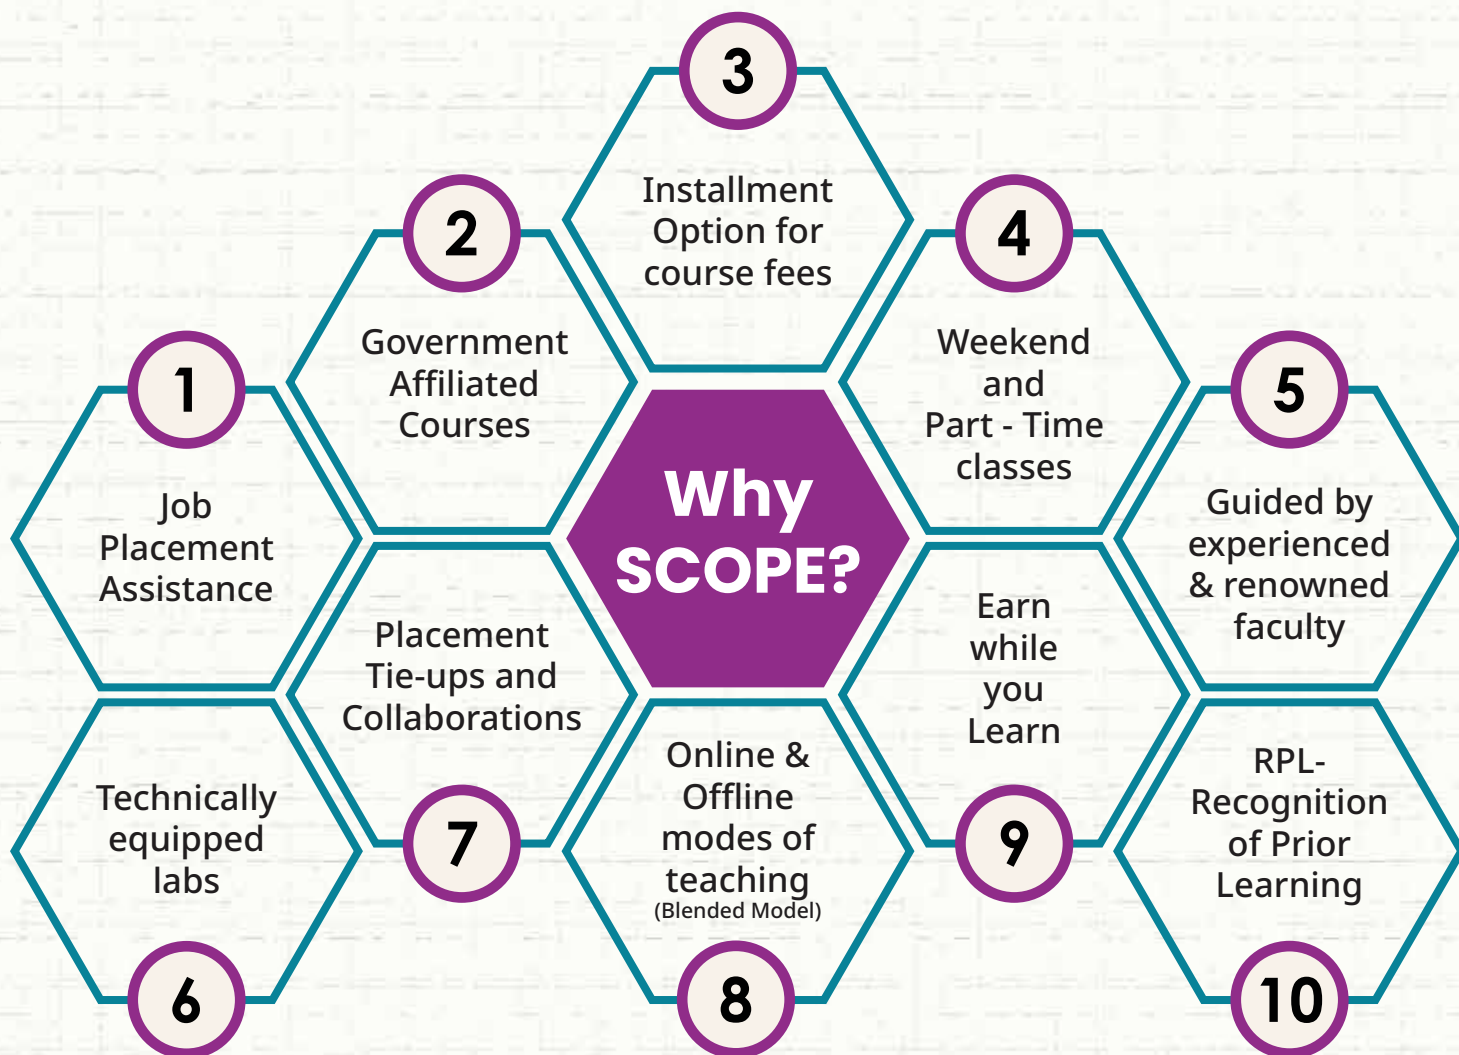 Why
SCOPE?
1
Job
Placement
Assistance
2
Government
Affiliated
Courses
3
Installment
Option for
course fees
4
Weekend
and
Part - Time
classes
5
Guided by
experienced
& renowned
faculty
Technically
equipped
labs
6
Placement
Tie-ups and
Collaborations
7
Online &
Offline
modes of
teaching
(Blended Model)
8
Earn
while
you
Learn
9
RPL-
Recognition
of Prior
Learning
10